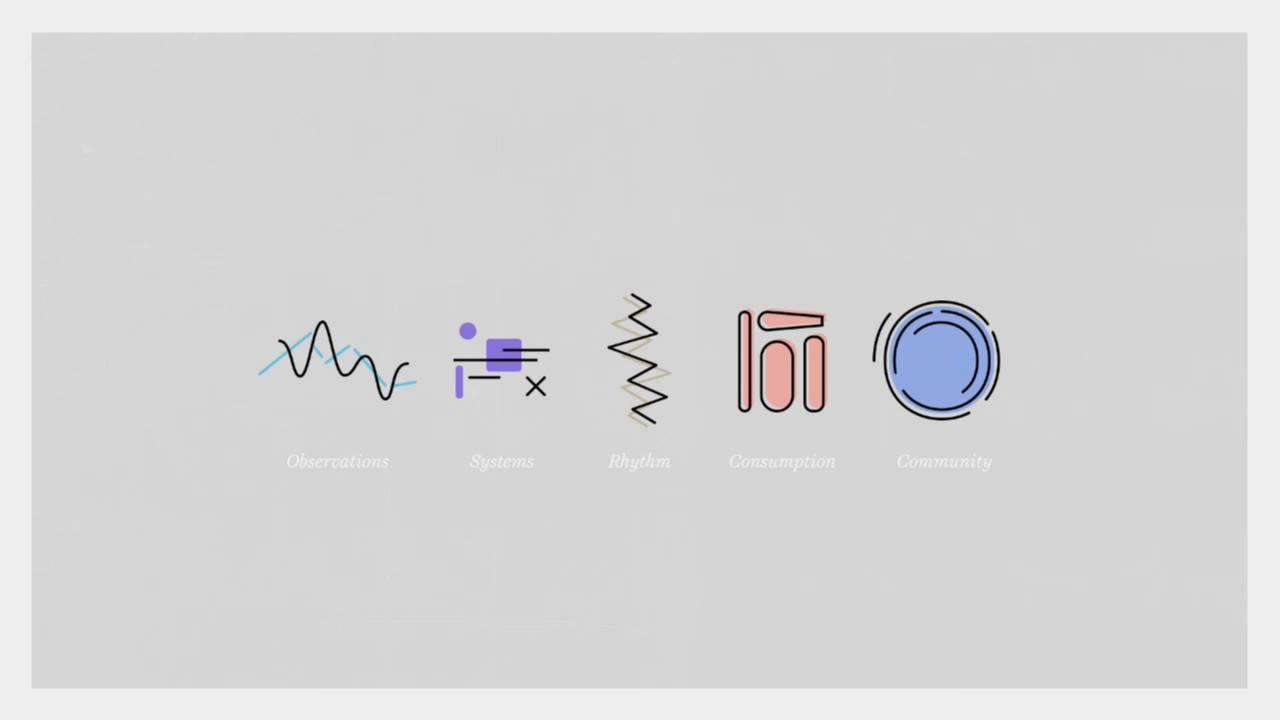 Observations
Systems
Rhythm
Consumption
Community